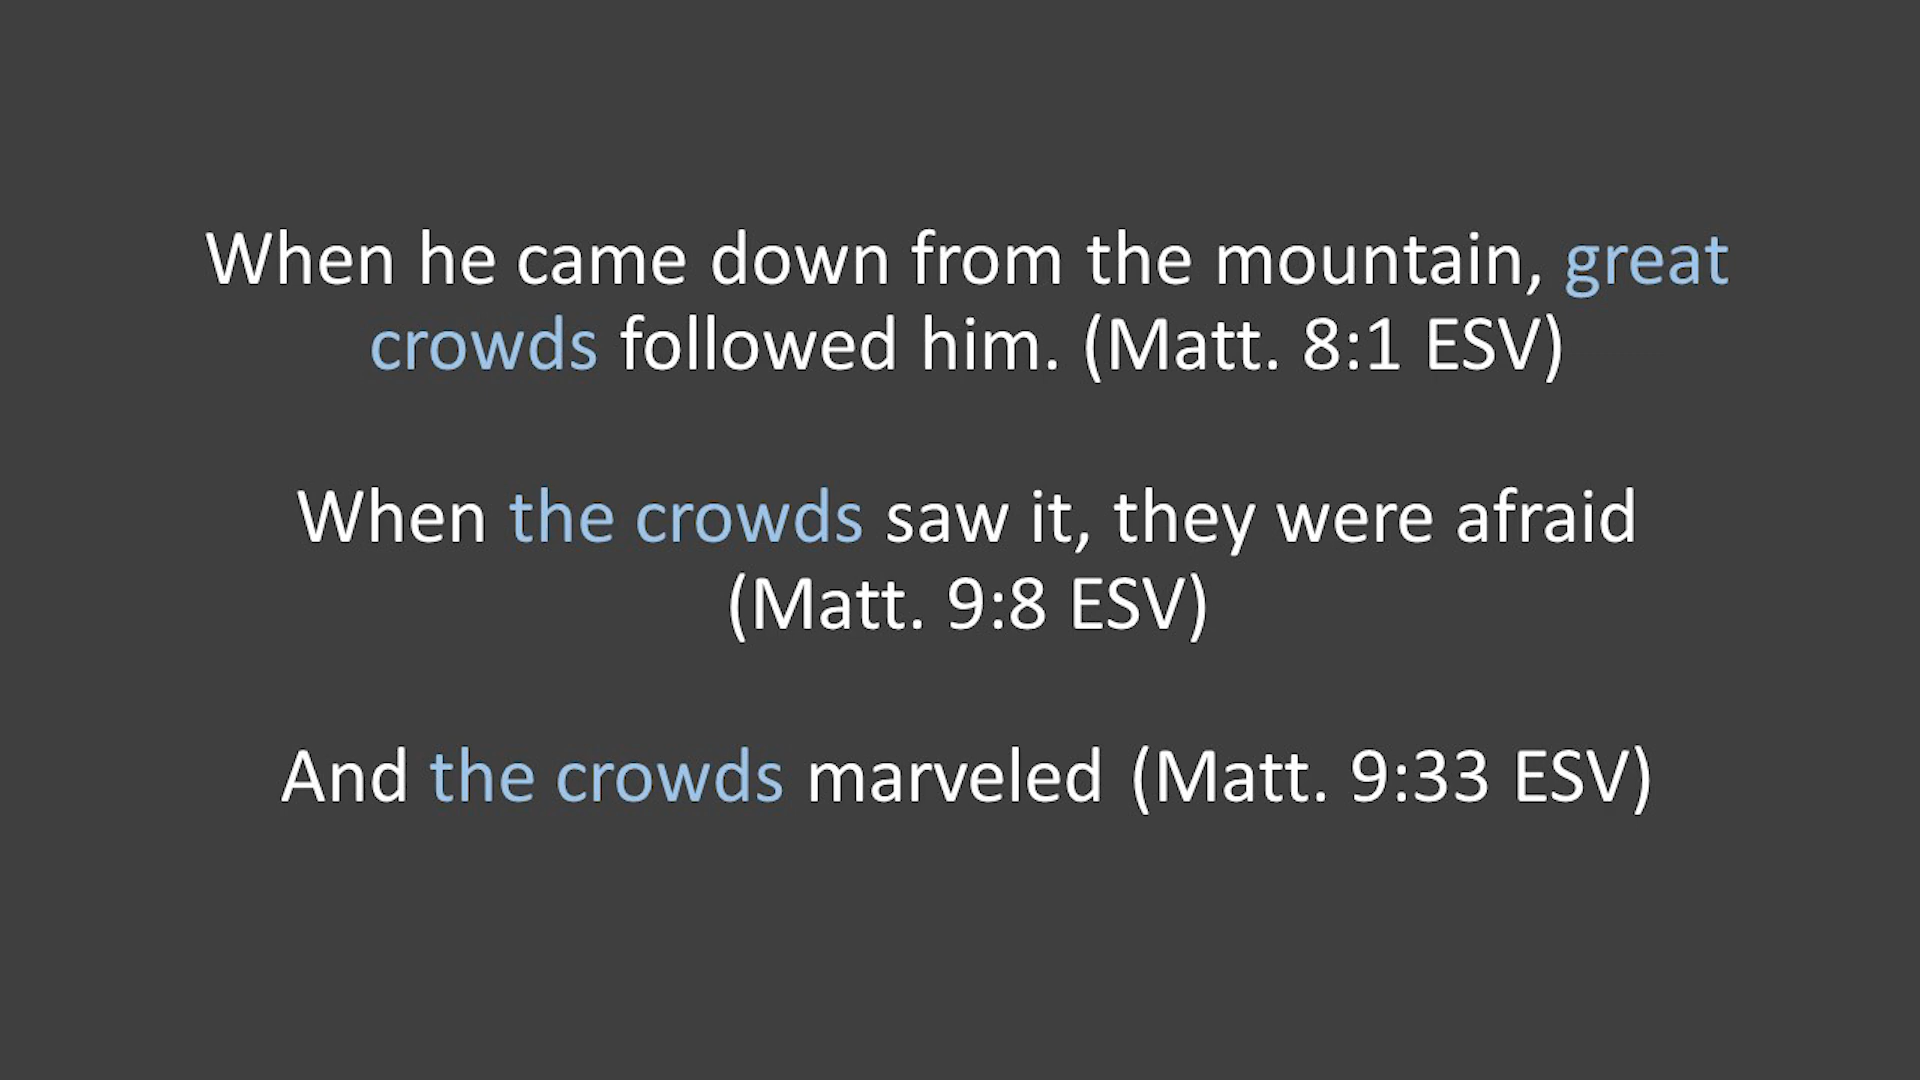 When he came down from the mountain, great
crowds followed him. (Matt. 8:1 ESV)
When the crowds saw it, they were afraid
(Matt. 9:8 ESV)
And the crowds marveled (Matt. 9:33 ESV)